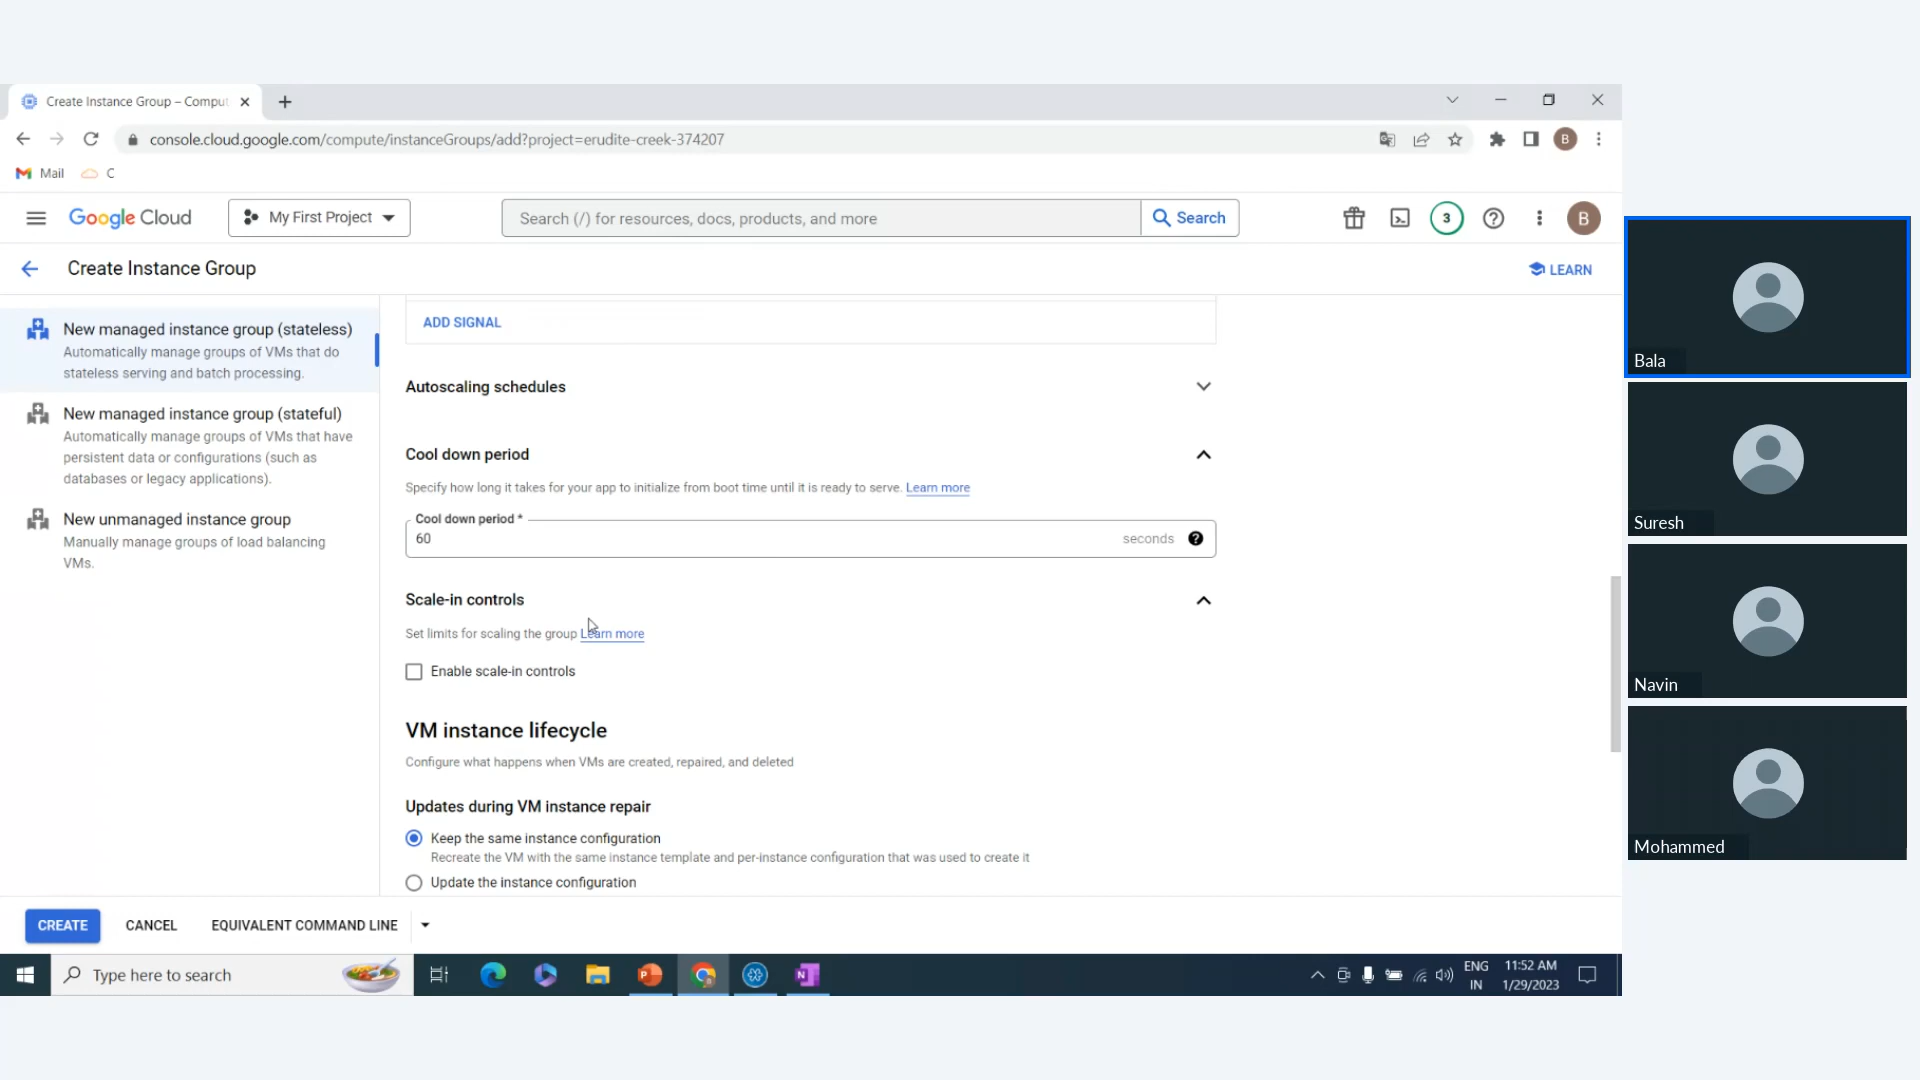 Create Instance Group – Comput
console.cloud.google.com/compute/instanceGroups/add?project=erudite-creek-374207
B
Mail
C
Google Cloud
My First Project
Search (/) for resources, docs, products, and more
Search
3
B
Create Instance Group
LEARN
New managed instance group (stateless)
Automatically manage groups of VMs that do
stateless serving and batch processing.
New managed instance group (stateful)
Automatically manage groups of VMs that have
persistent data or configurations (such as
databases or legacy applications).
New unmanaged instance group
Manually manage groups of load balancing
VMs.
ADD SIGNAL
Autoscaling schedules
Cool down period
Specify how long it takes for your app to initialize from boot time until it is ready to serve. Learn more
Cool down period *
60
seconds
Scale-in controls
Set limits for scaling the group Learn more
Enable scale-in controls
VM instance lifecycle
Configure what happens when VMs are created, repaired, and deleted
Updates during VM instance repair
Keep the same instance configuration
Recreate the VM with the same instance template and per-instance configuration that was used to create it
Update the instance configuration
CREATE
CANCEL
EQUIVALENT COMMAND LINE
Type here to search
ENG
IN
11:52 AM
1/29/2023
Bala
Suresh
Navin
Mohammed